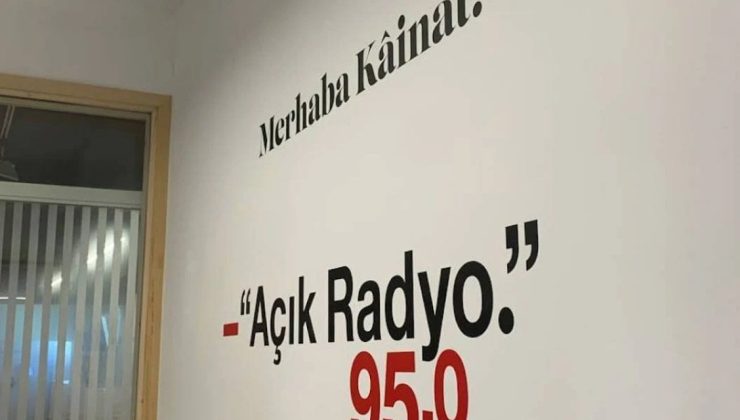 Merhaba Kâinat.
–“Açık Radyo.”
95.0